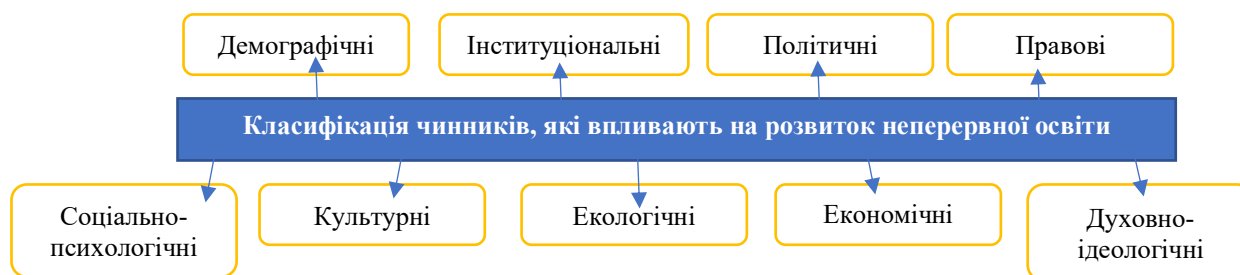 Демографічні
Інституціональні
Політичні
Правові
Класифікація чинників, які впливають на розвиток неперервної освіти
Соціально-
психологічні
Культурні
Екологічні
Економічні
Духовно-
ідеологічні